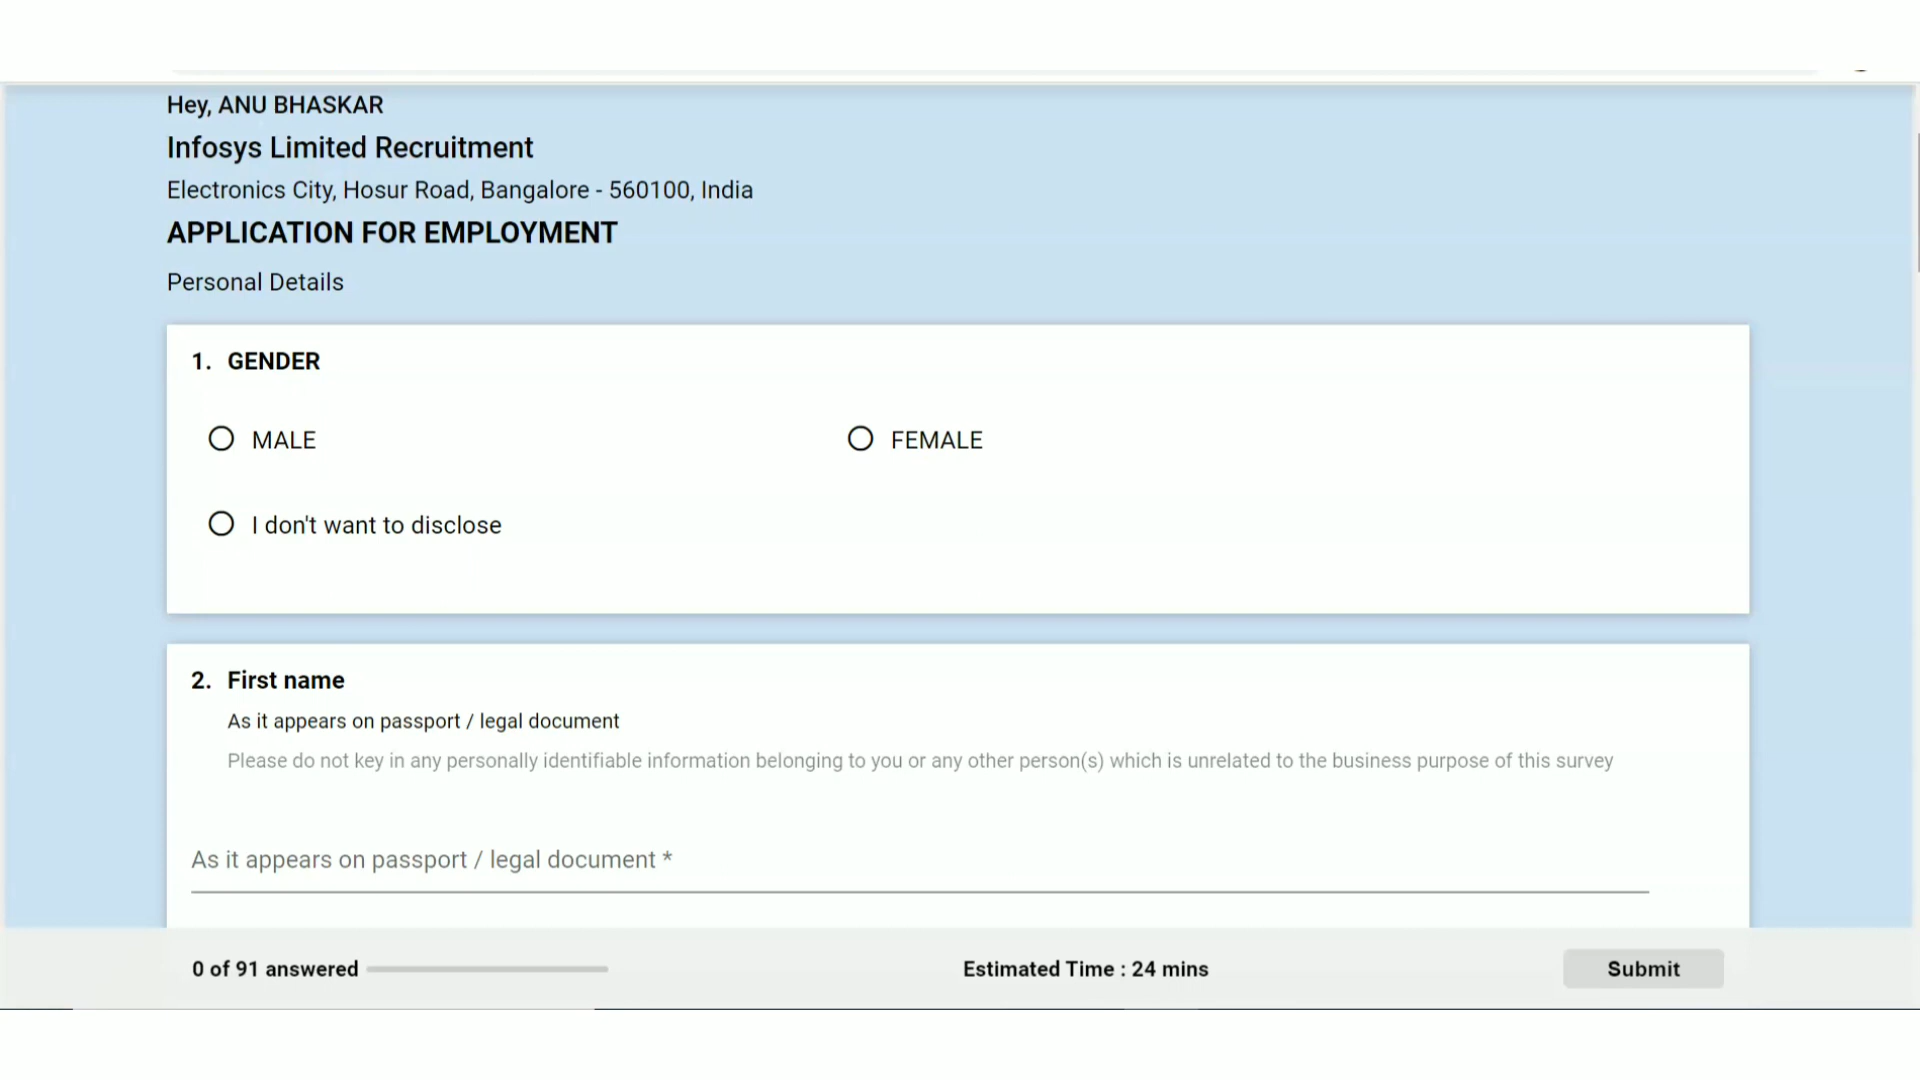 Hey, ANU BHASKAR
Infosys Limited Recruitment
Electronics City, Hosur Road, Bangalore - 560100, India
APPLICATION FOR EMPLOYMENT
Personal Details
1. GENDER
MALE
FEMALE
I don't want to disclose
2. First name
As it appears on passport / legal document
Please do not key in any personally identifiable information belonging to you or any other person(s) which is unrelated to the business purpose of this survey
As it appears on passport / legal document *
0 of 91 answered
Estimated Time : 24 mins
Submit